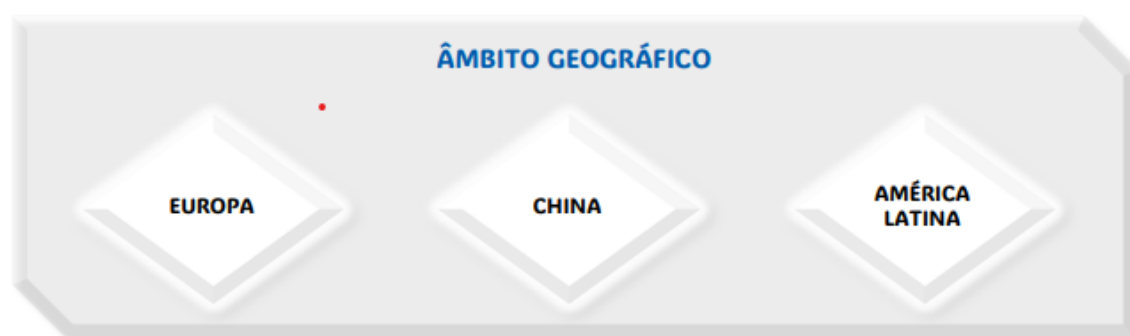 ÂMBITO GEOGRÁFICO
EUROPA
CHINA
AMÉRICA
LATINA